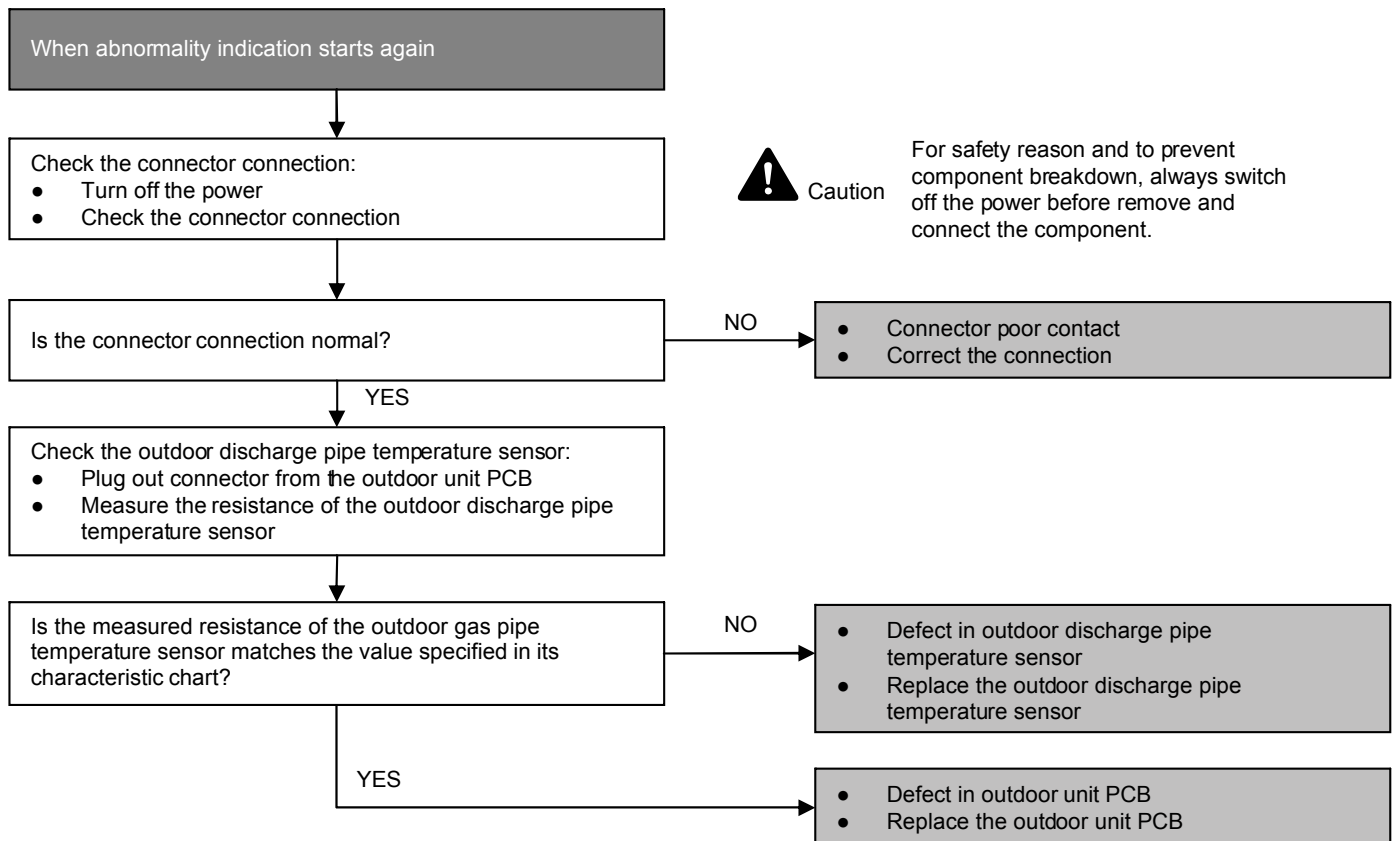 When abnormality indication starts again
Check the connector connection:
● Turn off the power
● Check the connector connection
Caution
For safety reason and to prevent
component breakdown, always switch
off the power before remove and
connect the component.
Is the connector connection normal?
NO
● Connector poor contact
● Correct the connection
YES
Check the outdoor discharge pipe temperature sensor:
● Plug out connector from the outdoor unit PCB
● Measure the resistance of the outdoor discharge pipe
temperature sensor
Is the measured resistance of the outdoor gas pipe
temperature sensor matches the value specified in its
characteristic chart?
NO
● Defect in outdoor discharge pipe
temperature sensor
● Replace the outdoor discharge pipe
temperature sensor
YES
● Defect in outdoor unit PCB
● Replace the outdoor unit PCB